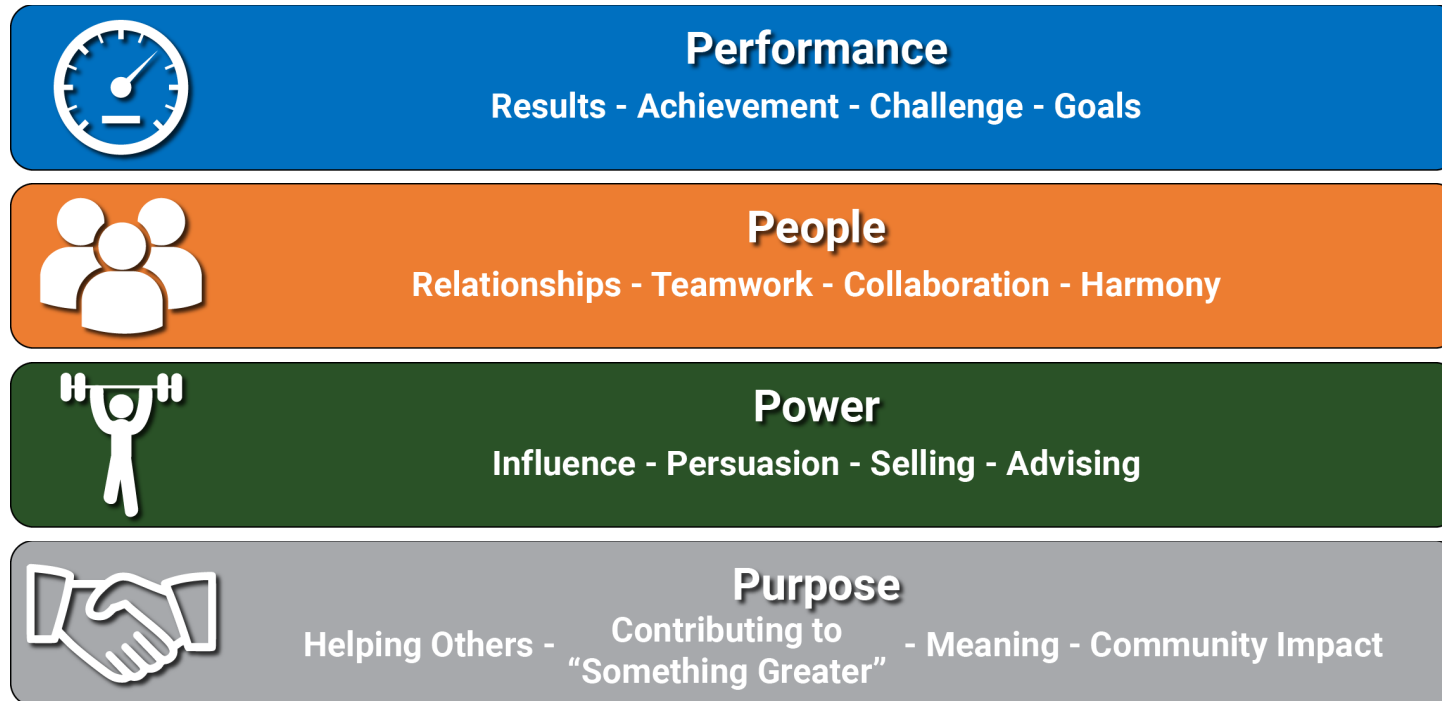 Performance
Results - Achievement - Challenge - Goals
People
Relationships - Teamwork - Collaboration - Harmony
Power
Influence - Persuasion - Selling - Advising
Purpose
Helping Others - Contributing to
“Something Greater” - Meaning - Community Impact